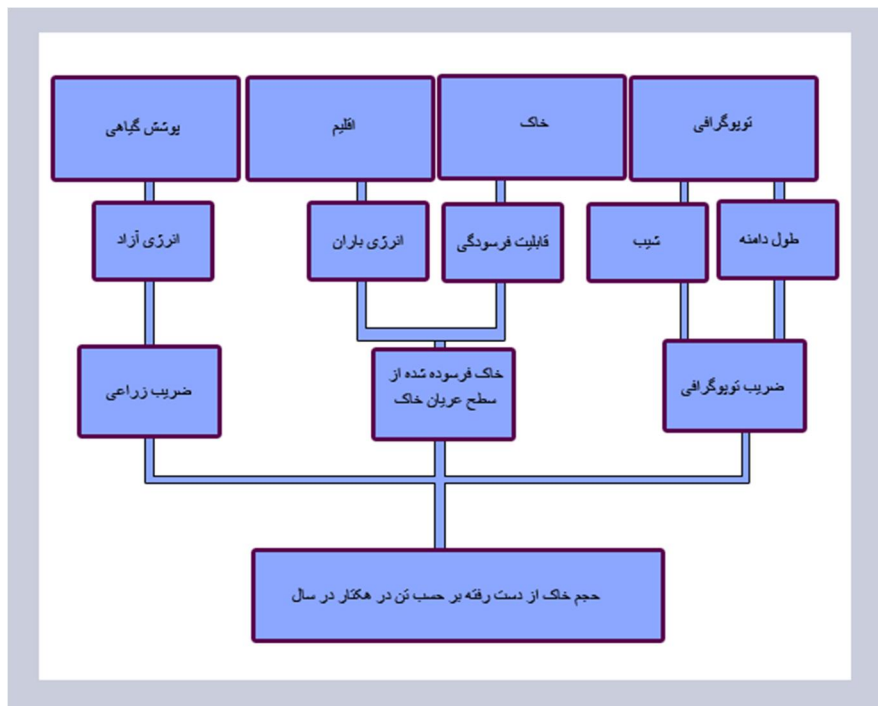 توپوگرافی
خاک
اقلیم
پوشش گیاهی
طول دامنه
شیب
قابلیت فرسودگی
انرژی باران
انرژی آزاد
ضریب توپوگرافی
خاک فرسوده شده از
سطح عریان خاک
ضریب زراعی
حجم خاک از دست رفته بر حسب تن در هکتار در سال